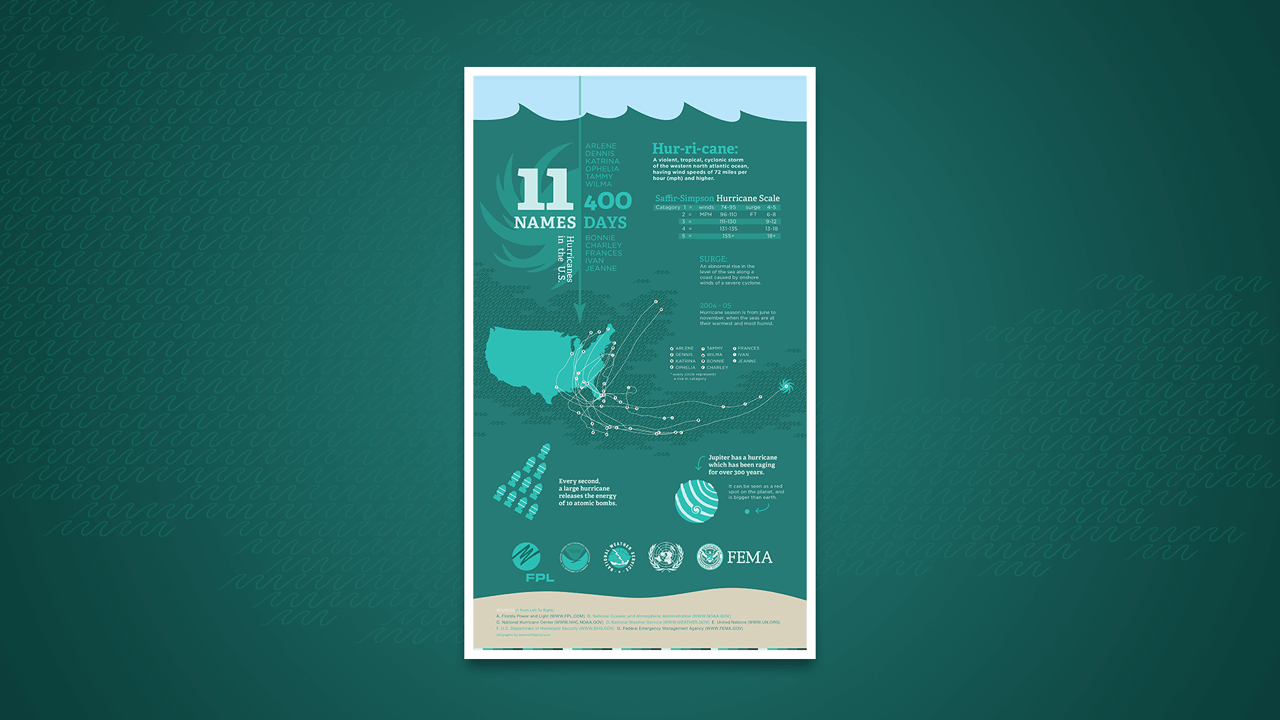 ARLENE
DENNIS
KATRINA
OPHELIA
TAMMY
WILMA
11
NAMES
400
DAYS
Hurricanes
in the U.S.
BONNIE
CHARLEY
FRANCES
IVAN
JEANNE
Hur-ri-cane:
A violent, tropical, cyclonic storm
of the western north atlantic ocean,
having wind speeds of 72 miles per
hour (mph) and higher.
Saffir-Simpson Hurricane Scale
Catagory 1 = winds 74-95 surge 4-5
2 = MPH 96-110 FT 6-8
3 = 111-130 9-12
4 = 131-135 13-18
5 = 155+ 18+
SURGE:
An abnormal rise in the
level of the sea along a
coast caused by onshore
winds of a severe cyclone.
2004 - 05:
Hurricane season is from june to
november, when the seas are at
their warmest and most humid.
ARLENE TAMMY FRANCES
DENNIS WILMA IVAN
KATRINA BONNIE JEANNE
OPHELIA CHARLEY
* every circle represents
a rise in category
Every second,
a large hurricane
releases the energy
of 10 atomic bombs.
Jupiter has a hurricane
which has been raging
for over 300 years.
It can be seen as a red
spot on the planet, and
is bigger than earth.
FPL
NATIONAL WEATHER SERVICE
FEMA
(From Left To Right)
A. Florida Power and Light (WWW.FPL.COM) B. National Oceanic and Atmospheric Administration (WWW.NOAA.GOV)
C. National Hurricane Center (WWW.NHC.NOAA.GOV) D. National Weather Service (WWW.WEATHER.GOV) E. United Nations (WWW.UN.ORG)
F. U.S. Department of Homeland Security (WWW.DHS.GOV) G. Federal Emergency Management Agency (WWW.FEMA.GOV)